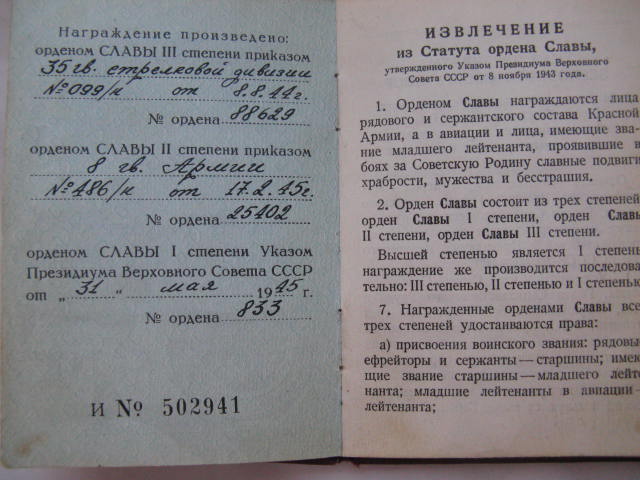 Награждение произведено:
орденом СЛАВЫ III степени приказом
35 гв. стрелковой дивизии
№ 099/н от 8.8.44г.
№ ордена 88629
орденом СЛАВЫ II степени приказом
8 гв. Армии
№ 486/н от 17.2.45г.
№ ордена 25402
орденом СЛАВЫ I степени Указом
Президиума Верховного Совета СССР
от „31“ мая 1945 г.
№ ордена 833
И № 502941
ИЗВЛЕЧЕНИЕ
из Статута ордена Славы,
утвержденного Указом Президиума Верховного
Совета СССР от 8 ноября 1943 года.
1. Орденом Славы награждаются лица
рядового и сержантского состава Красной
Армии, а в авиации и лица, имеющие зва-
ние младшего лейтенанта, проявившие в
боях за Советскую Родину славные подвиги
храбрости, мужества и бесстрашия.
2. Орден Славы состоит из трех степеней:
орден Славы I степени, орден Славы
II степени, орден Славы III степени.
Высшей степенью является I степень,
награждение же производится последова-
тельно: III степенью, II степенью и I степенью.
7. Награжденные орденами Славы всех
трех степеней удостаиваются права:
а) присвоения воинского звания: рядовые,
ефрейторы и сержанты — старшины; имею-
щие звание старшины — младшего лейте-
нанта; младшие лейтенанты в авиации —
лейтенанта;